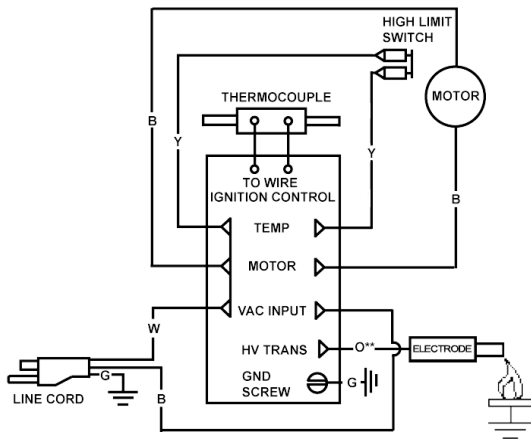 HIGH LIMIT
SWITCH
MOTOR
THERMOCOUPLE
B
Y
Y
B
TO WIRE
IGNITION CONTROL
TEMP
MOTOR
VAC INPUT
W
HV TRANS
O**
ELECTRODE
GND
SCREW
G
G
LINE CORD
B